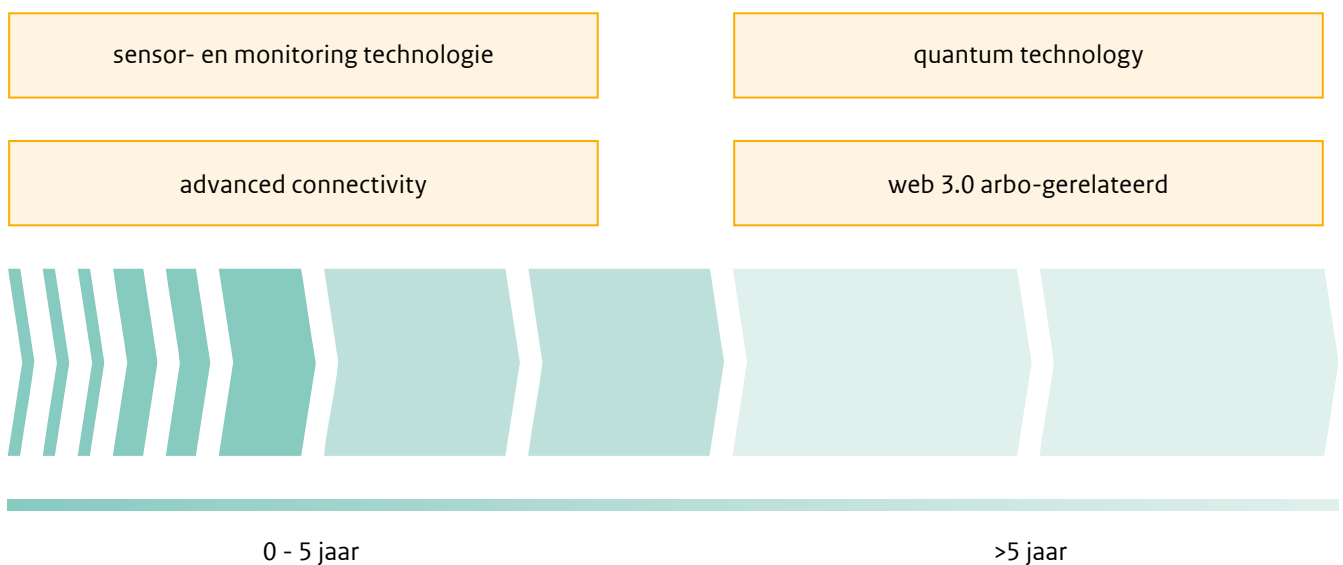 sensor- en monitoring technologie
quantum technology
advanced connectivity
web 3.0 arbo-gerelateerd
0 - 5 jaar
>5 jaar